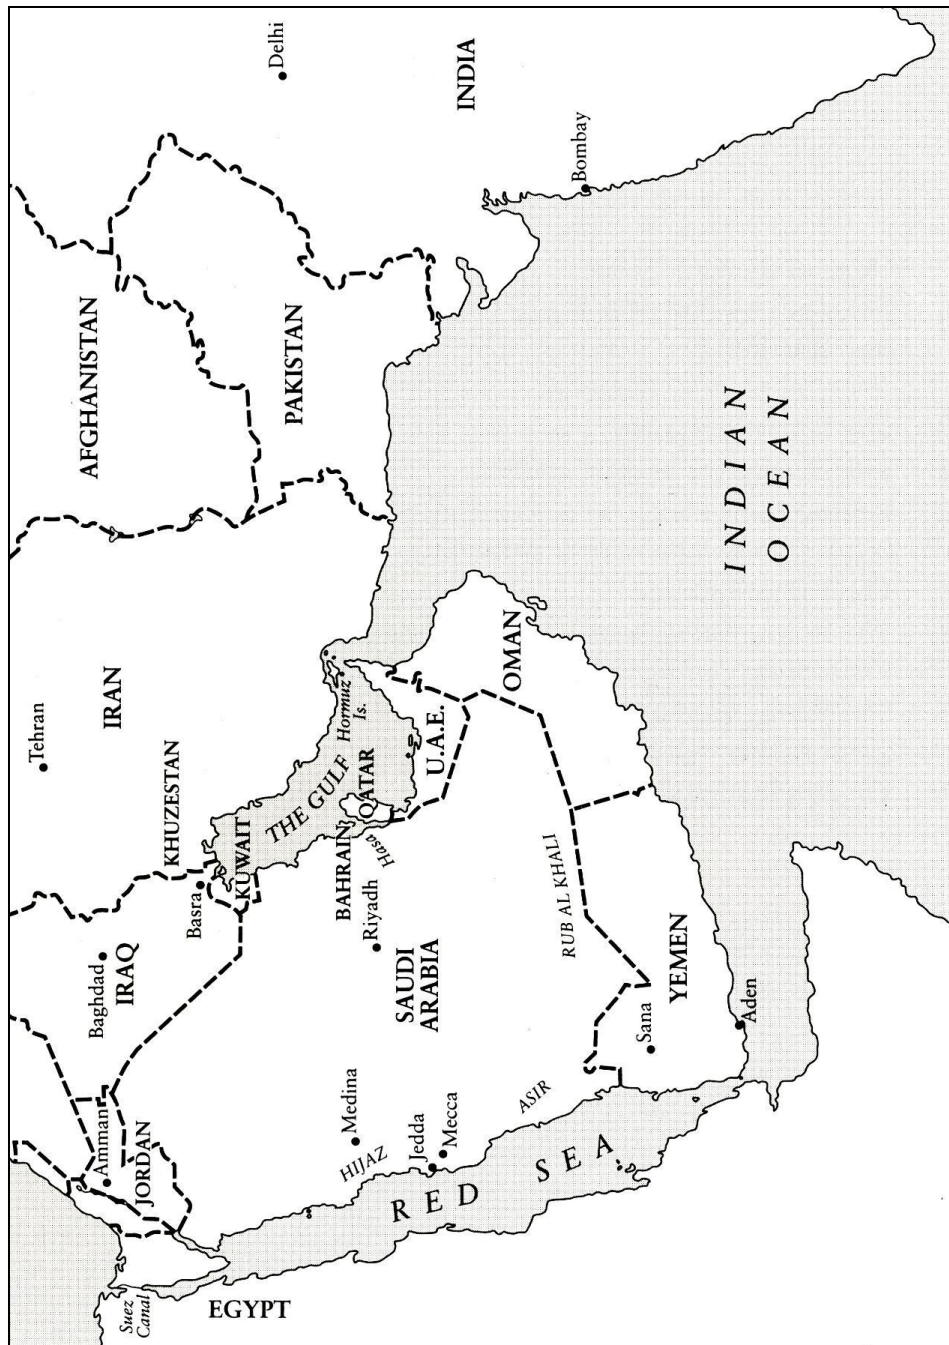 Tehran
AFGHANISTAN
Baghdad
Amman
IRAN
IRAQ
Suez
Canal
JORDAN
KHUZESTAN
Basra
KUWAIT
EGYPT
Delhi
PAKISTAN
THE GULF
Hormuz
Is.
BAHRAIN
Medina
HIJAZ
QATAR
Riyadh
Hasa
SAUDI
ARABIA
Jedda
U.A.E.
Mecca
RED SEA
INDIA
OMAN
ASIR
RUB AL KHALI
Bombay
Sana
YEMEN
INDIAN
OCEAN
Aden